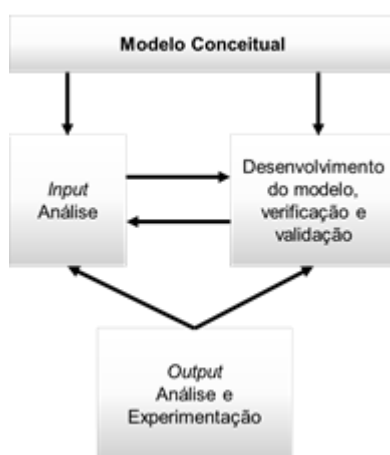 Modelo Conceitual
Input
Análise
Desenvolvimento
do modelo,
verificação e
validação
Output
Análise e
Experimentação